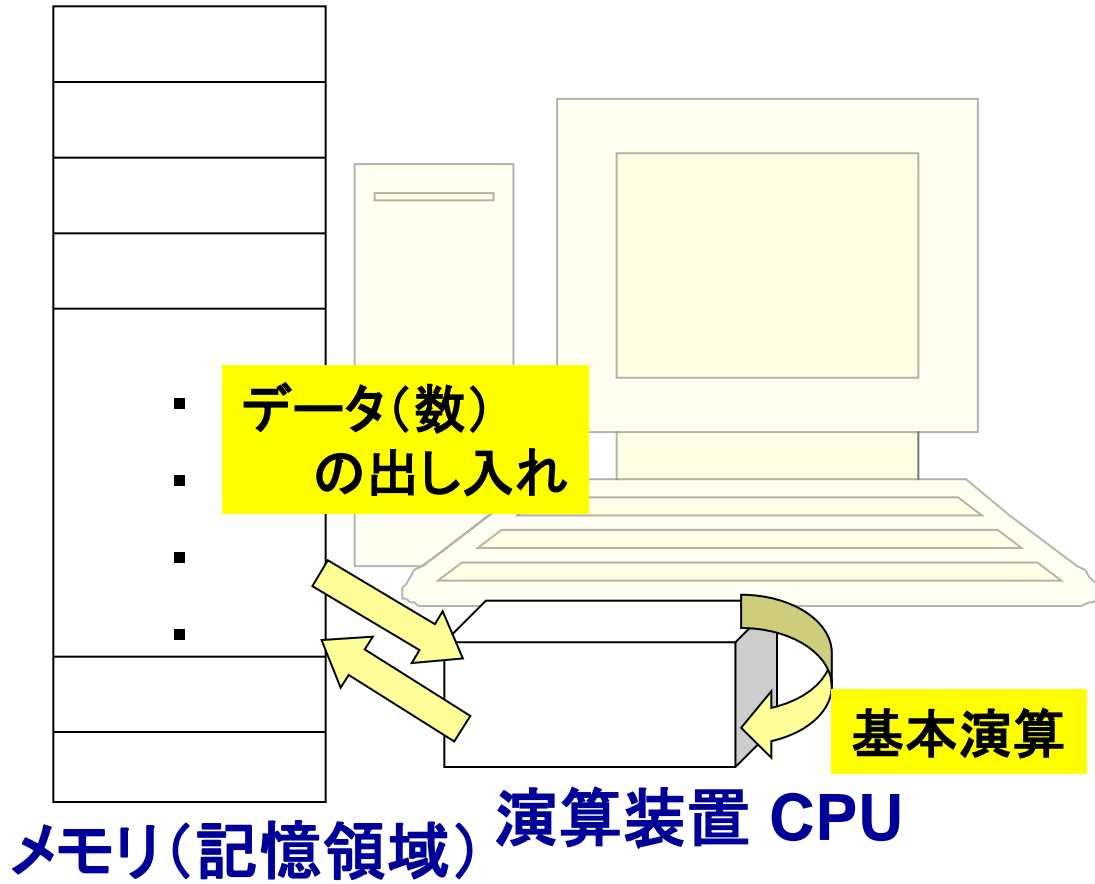 データ（数）
の出し入れ
基本演算
演算装置 CPU
メモリ（記憶領域）